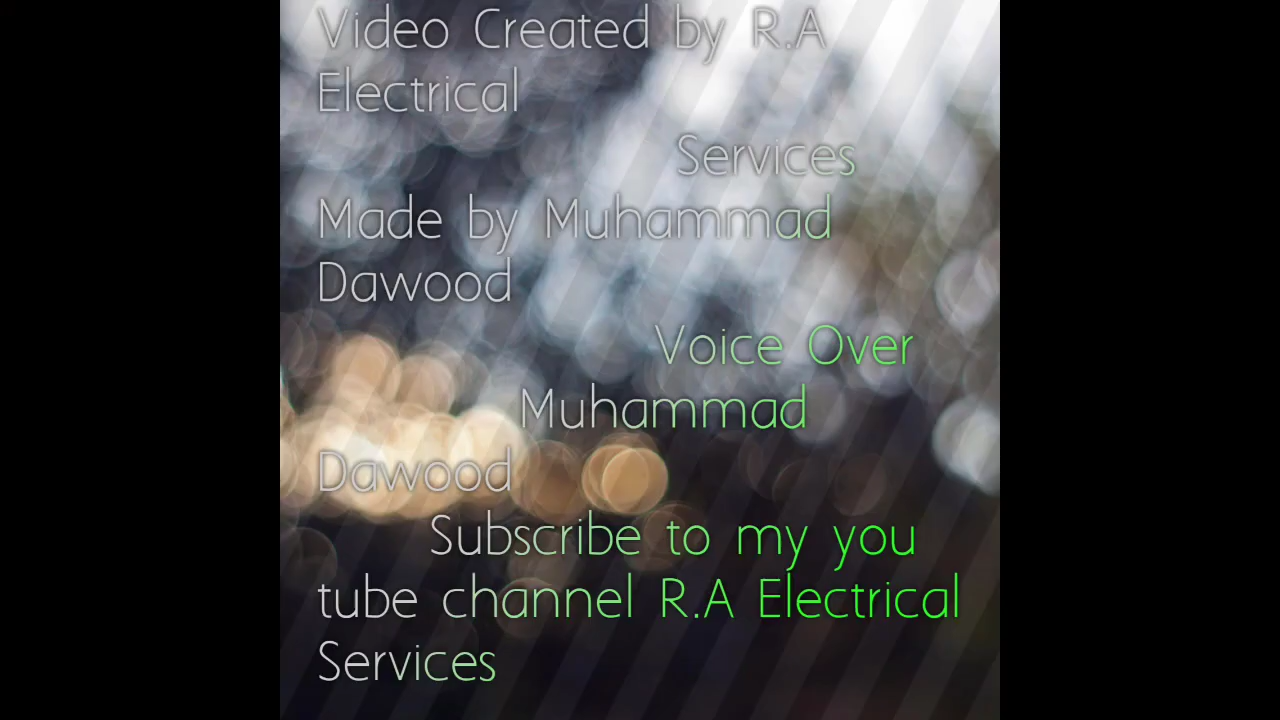 Video Created by R.A
Electrical
Services
Made by Muhammad
Dawood
Voice Over
Muhammad
Dawood
Subscribe to my you
tube channel R.A Electrical
Services